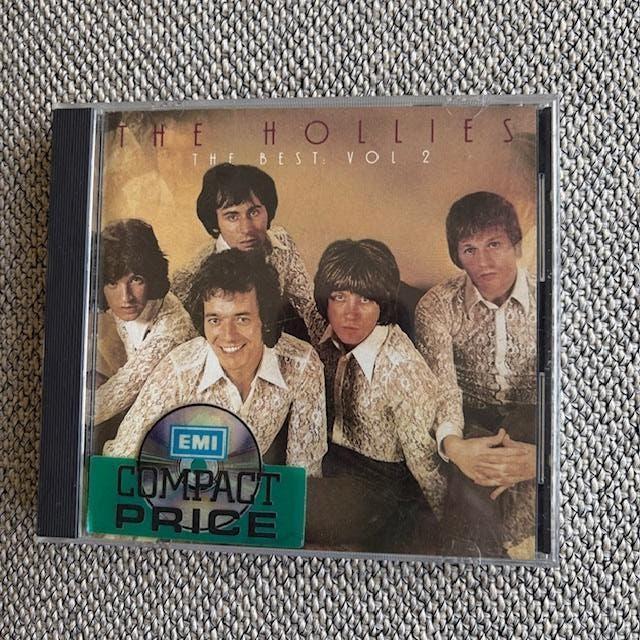 THE HOLLIES
THE BEST: VOL 2
EMI
COMPACT
PRICE